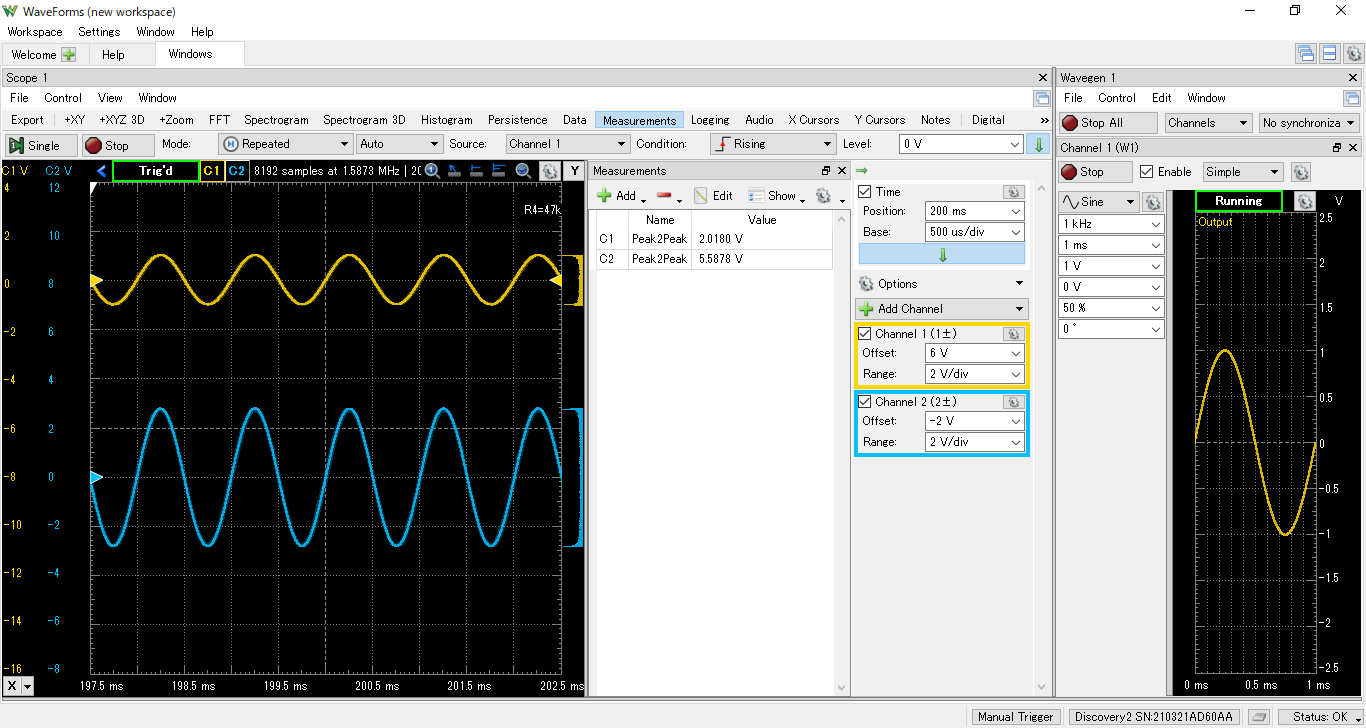 WaveForms (new workspace)
Workspace Settings Window Help
Welcome Help Windows
Scope 1
File Control View Window
Export +XY +XYZ 3D +Zoom FFT Spectrogram Spectrogram 3D Histogram Persistence Data Measurements Logging Audio X Cursors Y Cursors Notes Digital »
Single Stop Mode: Repeated Auto Source: Channel 1 Condition: Rising Level: 0 V
C1 V C2 V Trig'd C1 C2 8192 samples at 1.5873 MHz | 20 Y
R4=47k
4 12
2 10
0 8
-2 6
-4 4
-6 2
-8 0
-10 -2
-12 -4
-14 -6
-16 -8
X 197.5 ms 198.5 ms 199.5 ms 200.5 ms 201.5 ms 202.5 ms
Measurements
Add Edit Show
Name Value
C1 Peak2Peak 2.0180 V
C2 Peak2Peak 5.5878 V
Time
Position: 200 ms
Base: 500 us/div
Options
Add Channel
Channel 1 (1±)
Offset: 6 V
Range: 2 V/div
Channel 2 (2±)
Offset: -2 V
Range: 2 V/div
Wavegen 1
File Control Edit Window
Stop All Channels No synchroniza
Channel 1 (W1)
Stop Enable Simple
Sine
1 kHz
1 ms
1 V
0 V
50 %
0 °
Running V
Output
2.5
2
1.5
1
0.5
0
-0.5
-1
-1.5
-2
-2.5
0 ms 0.5 ms 1 ms
Manual Trigger Discovery2 SN:210321AD60AA Status: OK